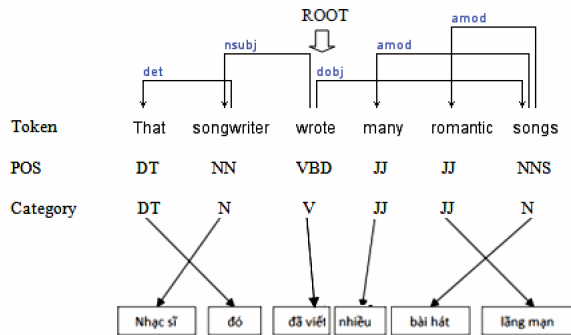 ROOT
amod
nsubj amod
det dobj
Token That songwriter wrote many romantic songs
POS DT NN VBD JJ JJ NNS
Category DT N V JJ JJ N
Nhạc sĩ đó đã viết nhiều bài hát lãng mạn